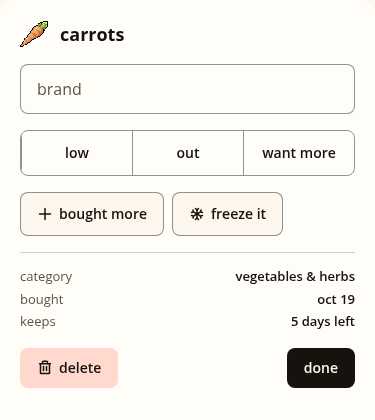 carrots
brand
low out want more
bought more freeze it
category vegetables & herbs
bought oct 19
keeps 5 days left
delete done